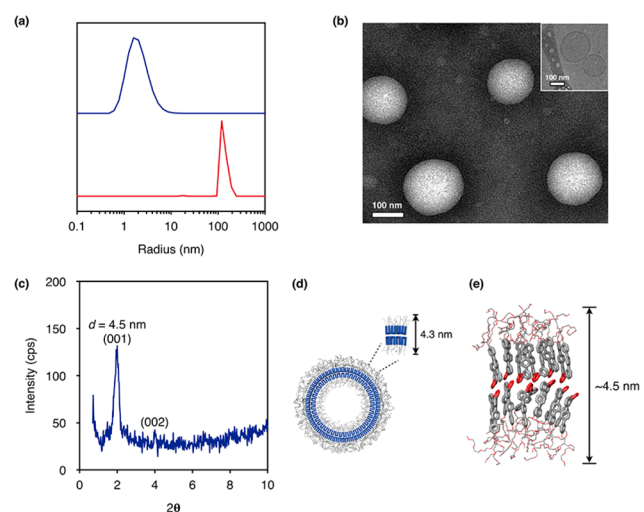 (a)
0.1 1 10 100 1000
Radius (nm)
(b)
100 nm
100 nm
(c)
200
150
100
50
0
Intensity (cps)
d = 4.5 nm
(001)
(002)
0 2 4 6 8 10
2θ
(d)
4.3 nm
(e)
~4.5 nm